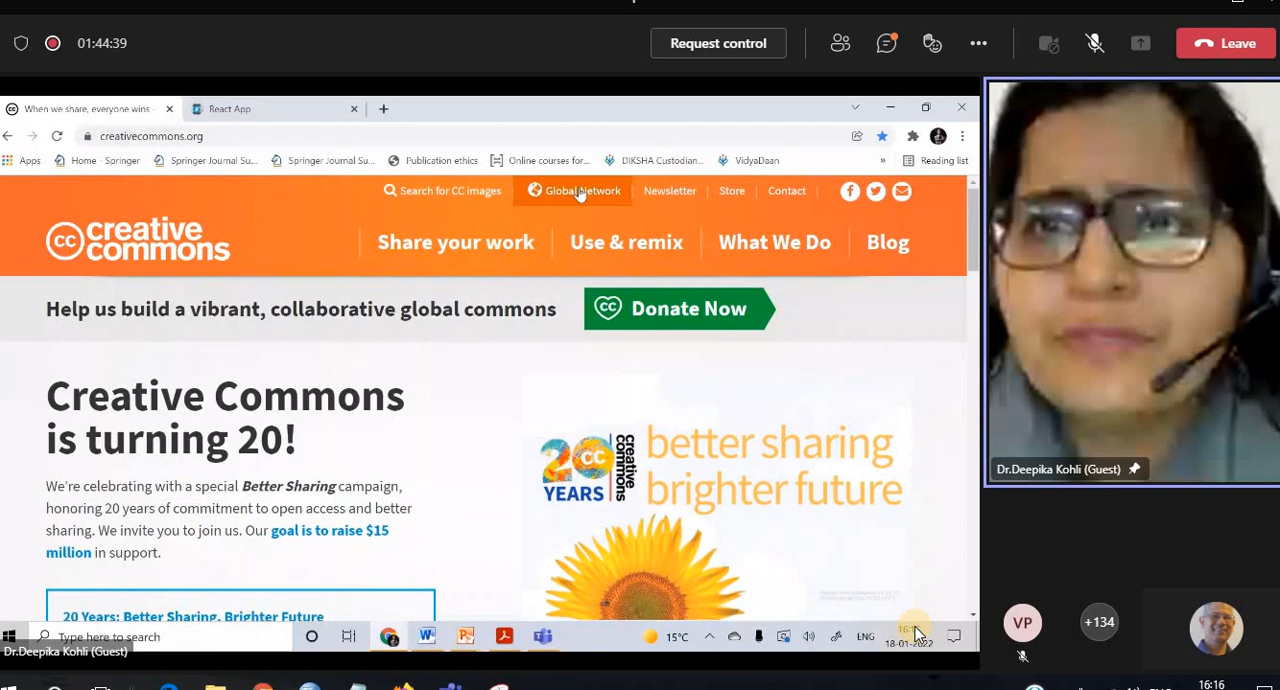 01:44:39
Request control
Leave
When we share, everyone wins
React App
creativecommons.org
Apps
Home - Springer
Springer Journal Su...
Springer Journal Su...
Publication ethics
Online courses for...
DIKSHA Custodian...
VidyaDaan
»
Reading list
Search for CC images
Global Network
Newsletter
Store
Contact
cc creative commons
Share your work
Use & remix
What We Do
Blog
Help us build a vibrant, collaborative global commons
Donate Now
Creative Commons
is turning 20!
We're celebrating with a special Better Sharing campaign,
honoring 20 years of commitment to open access and better
sharing. We invite you to join us. Our goal is to raise $15
million in support.
20 Years: Better Sharing, Brighter Future
20 cc
YEARS
creative commons
better sharing
brighter future
Dr.Deepika Kohli (Guest)
VP
+134
Type here to search
15°C
ENG
18-01-2022
Dr.Deepika Kohli (Guest)
16:16